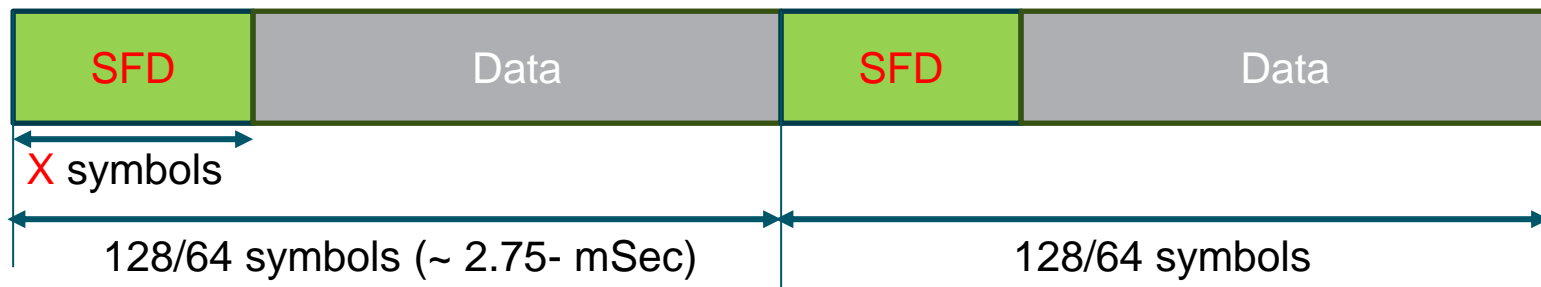 SFD Data SFD Data
X symbols
128/64 symbols (~ 2.75- mSec) 128/64 symbols